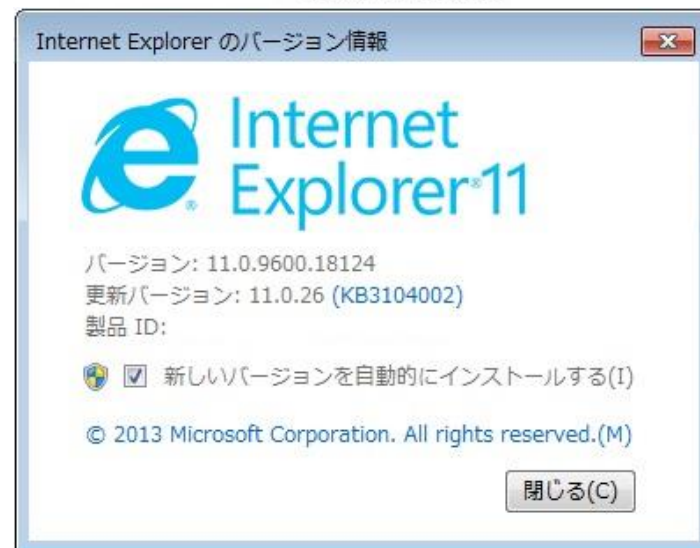 Internet Explorer のバージョン情報
Internet
Explorer®11
バージョン: 11.0.9600.18124
更新バージョン: 11.0.26 (KB3104002)
製品 ID:
新しいバージョンを自動的にインストールする(I)
© 2013 Microsoft Corporation. All rights reserved.(M)
閉じる(C)